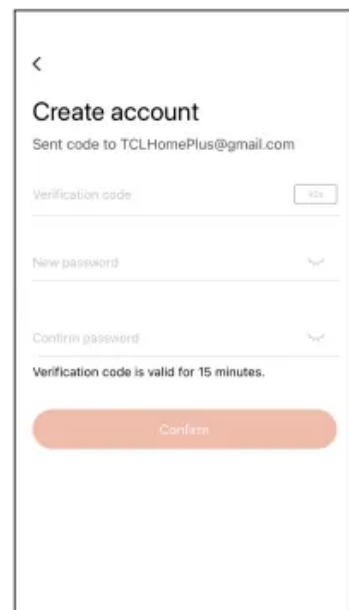 Create account
Sent code to TCLHomePlus@gmail.com
Verification code
New password
Confirm password
Verification code is valid for 15 minutes.
Confirm